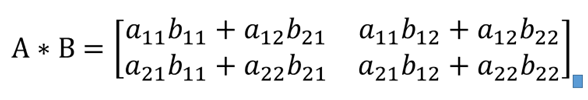 A ∗ B = [a₁₁b₁₁ + a₁₂b₂₁ a₁₁b₁₂ + a₁₂b₂₂
a₂₁b₁₁ + a₂₂b₂₁ a₂₁b₁₂ + a₂₂b₂₂]